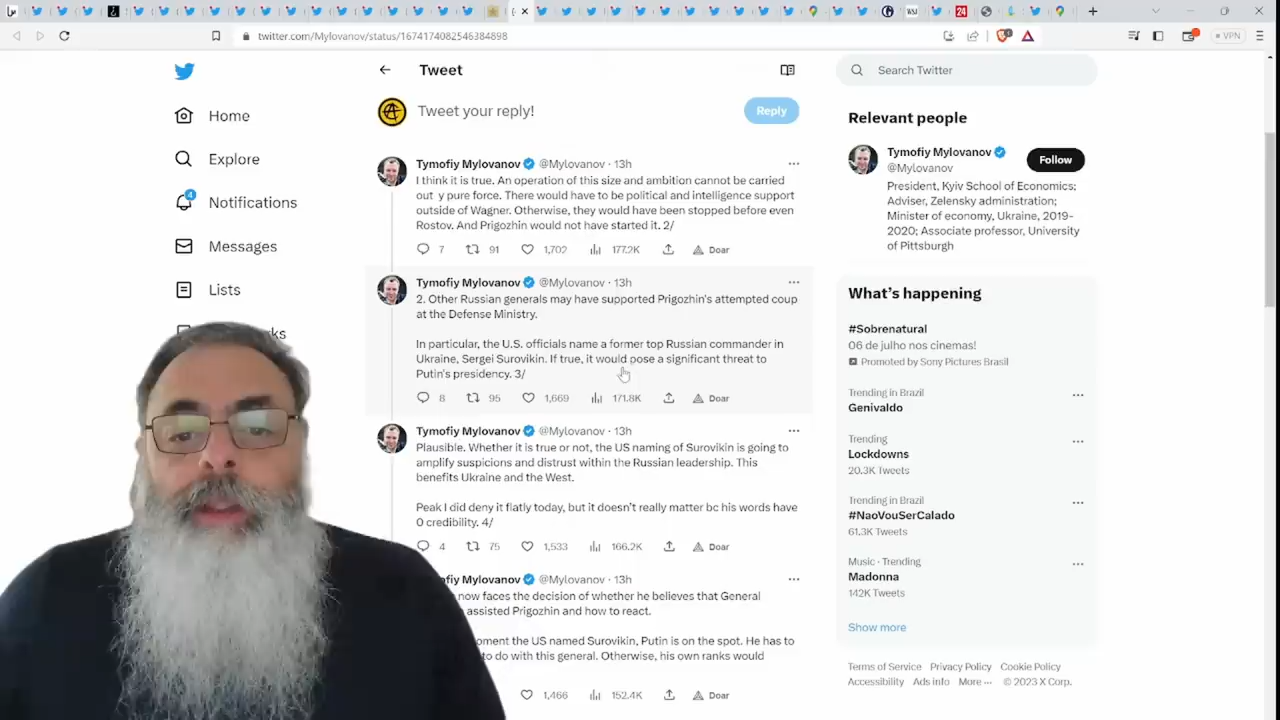 twitter.com/Mylovanov/status/1674174082546384898
VPN
Home
Explore
4
Notifications
Messages
Lists
Tweet
Tweet your reply!
Reply
Tymofiy Mylovanov @Mylovanov · 13h
I think it is true. An operation of this size and ambition cannot be carried
out y pure force. There would have to be political and intelligence support
outside of Wagner. Otherwise, they would have been stopped before even
Rostov. And Prigozhin would not have started it. 2/
7 91 1,702 177.2K Doar
Tymofiy Mylovanov @Mylovanov · 13h
2. Other Russian generals may have supported Prigozhin's attempted coup
at the Defense Ministry.
In particular, the U.S. officials name a former top Russian commander in
Ukraine, Sergei Surovikin. If true, it would pose a significant threat to
Putin's presidency. 3/
8 95 1,669 171.8K Doar
Tymofiy Mylovanov @Mylovanov · 13h
Plausible. Whether it is true or not, the US naming of Surovikin is going to
amplify suspicions and distrust within the Russian leadership. This
benefits Ukraine and the West.
Peak I did deny it flatly today, but it doesn't really matter bc his words have
0 credibility. 4/
4 75 1,533 166.2K Doar
Mylovanov @Mylovanov · 13h
now faces the decision of whether he believes that General
assisted Prigozhin and how to react.
the US named Surovikin, Putin is on the spot. He has to
to do with this general. Otherwise, his own ranks would
1,466 152.4K Doar
Search Twitter
Relevant people
Tymofiy Mylovanov
@Mylovanov
Follow
President, Kyiv School of Economics;
Adviser, Zelensky administration;
Minister of economy, Ukraine, 2019-
2020; Associate professor, University
of Pittsburgh
What's happening
#Sobrenatural
06 de julho nos cinemas!
Promoted by Sony Pictures Brasil
Trending in Brazil
Genivaldo
Trending
Lockdowns
20.3K Tweets
Trending in Brazil
#NaoVouSerCalado
61.3K Tweets
Music · Trending
Madonna
142K Tweets
Show more
Terms of Service Privacy Policy Cookie Policy
Accessibility Ads info More ··· © 2023 X Corp.